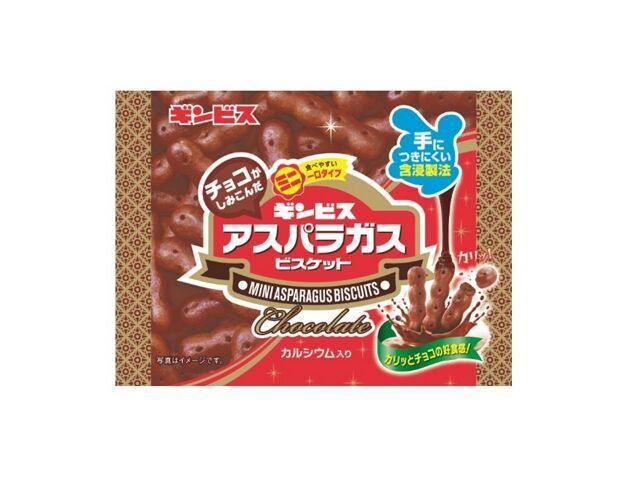 ギンビス
手に
つきにくい
含浸製法
チョコが
しみこんだ
ミニ
食べやすい
一口タイプ
ギンビス
アスパラガス
ビスケット
• MINI ASPARAGUS BISCUITS •
Chocolate
カルシウム入り
カリッ!
カリッとチョコの好食感!
写真はイメージです。